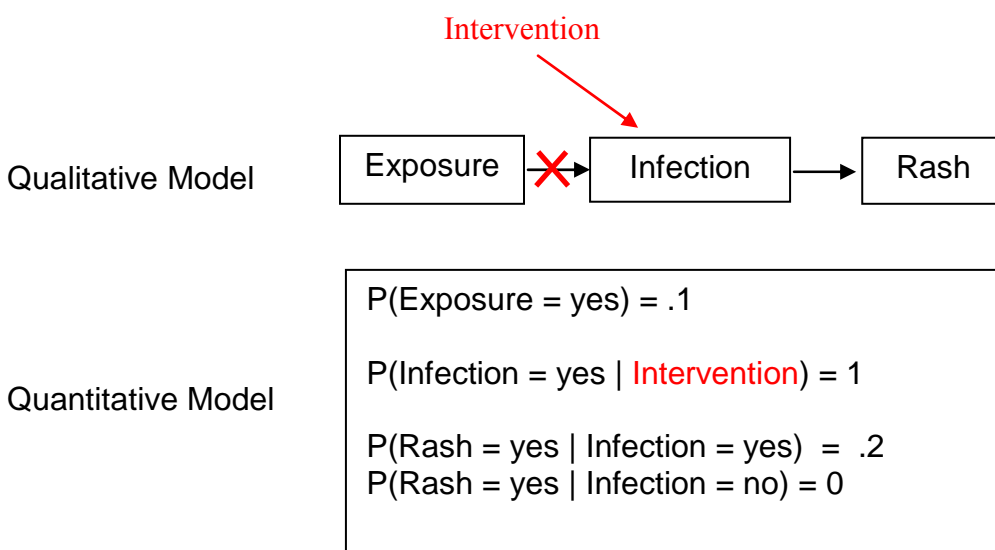 Intervention
Qualitative Model
Exposure
Infection
Rash
Quantitative Model
P(Exposure = yes) = .1
P(Infection = yes | Intervention) = 1
P(Rash = yes | Infection = yes)  =  .2
P(Rash = yes | Infection = no) = 0